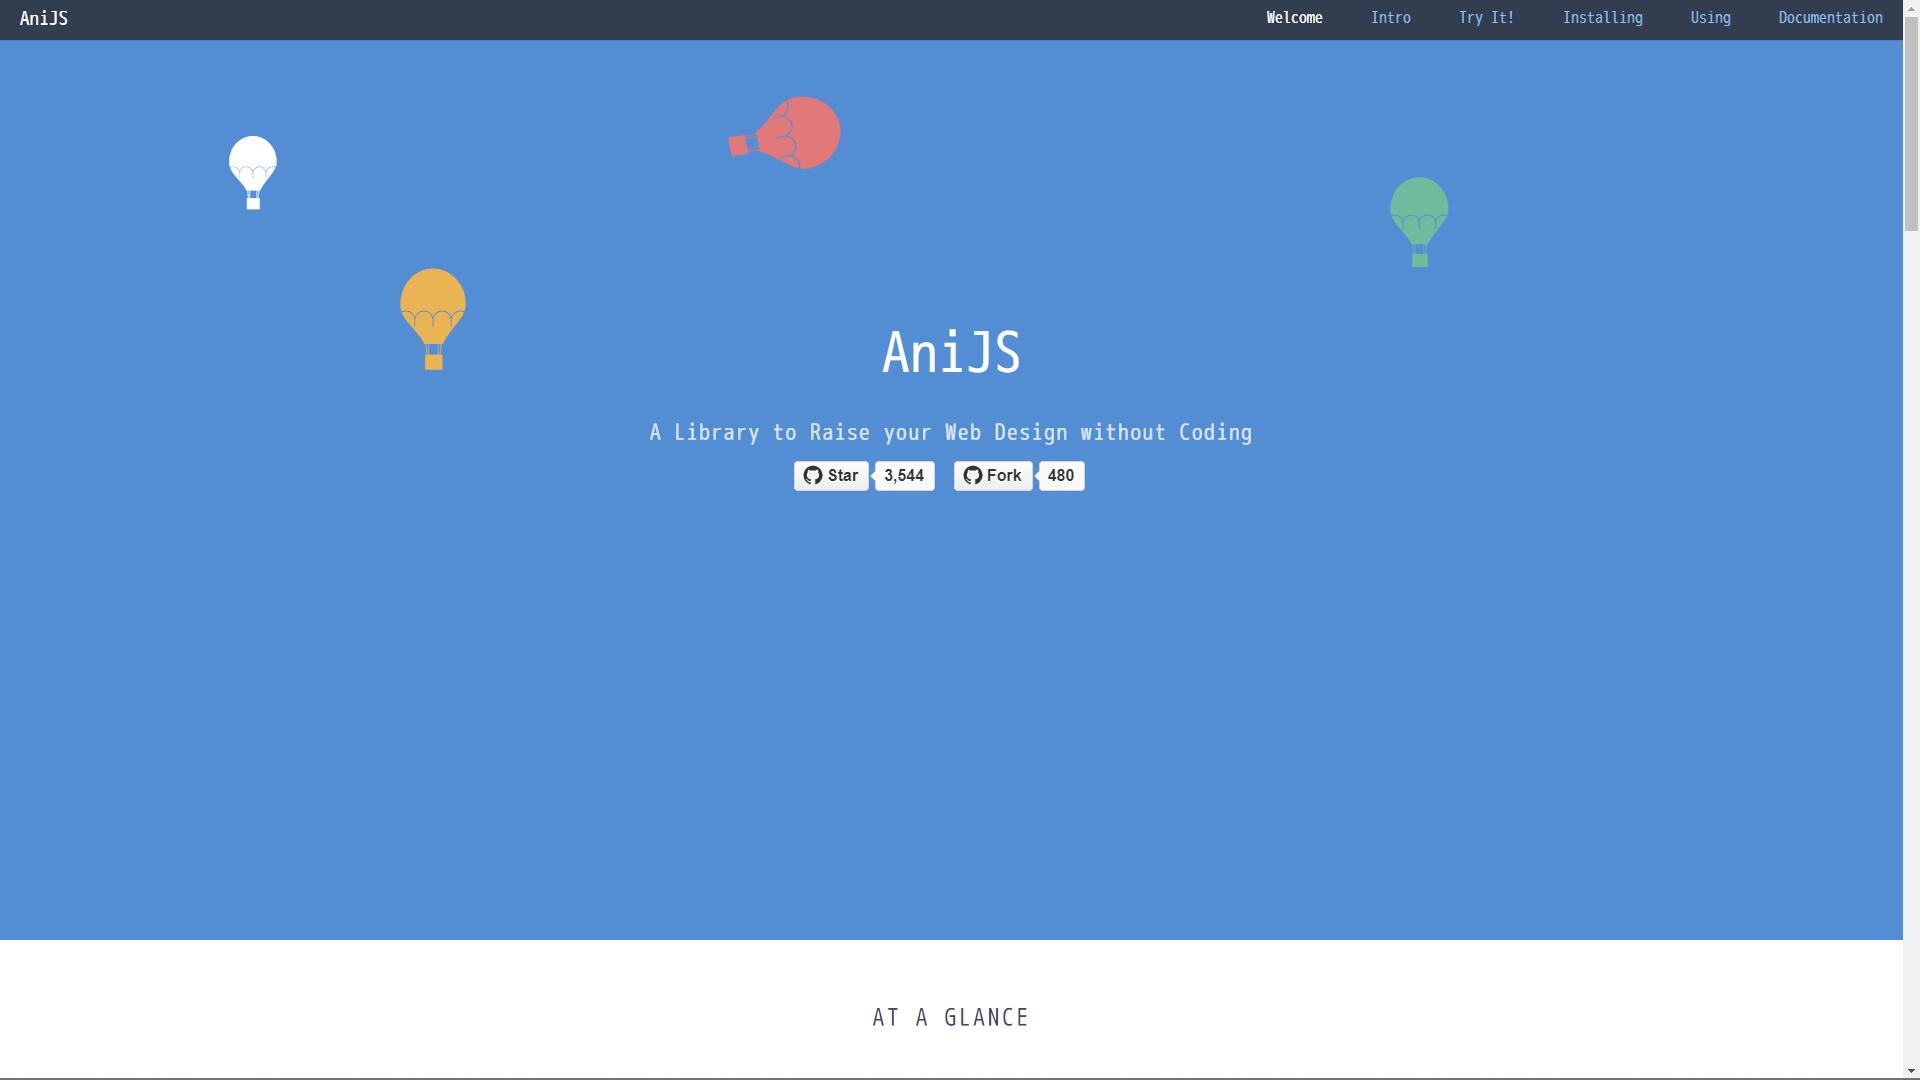 AniJS
Welcome Intro Try It! Installing Using Documentation
AniJS
A Library to Raise your Web Design without Coding
Star 3,544 Fork 480
AT A GLANCE